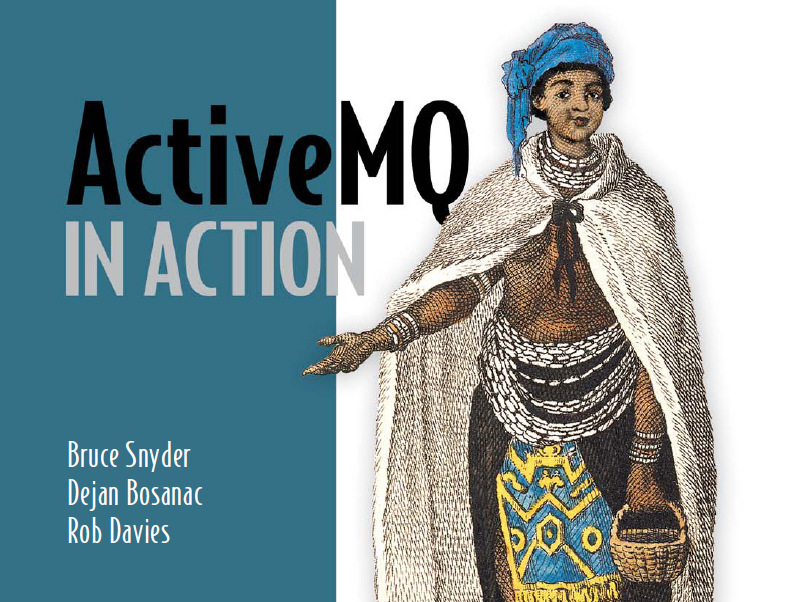 ActiveMQ
IN ACTION
Bruce Snyder
Dejan Bosanac
Rob Davies